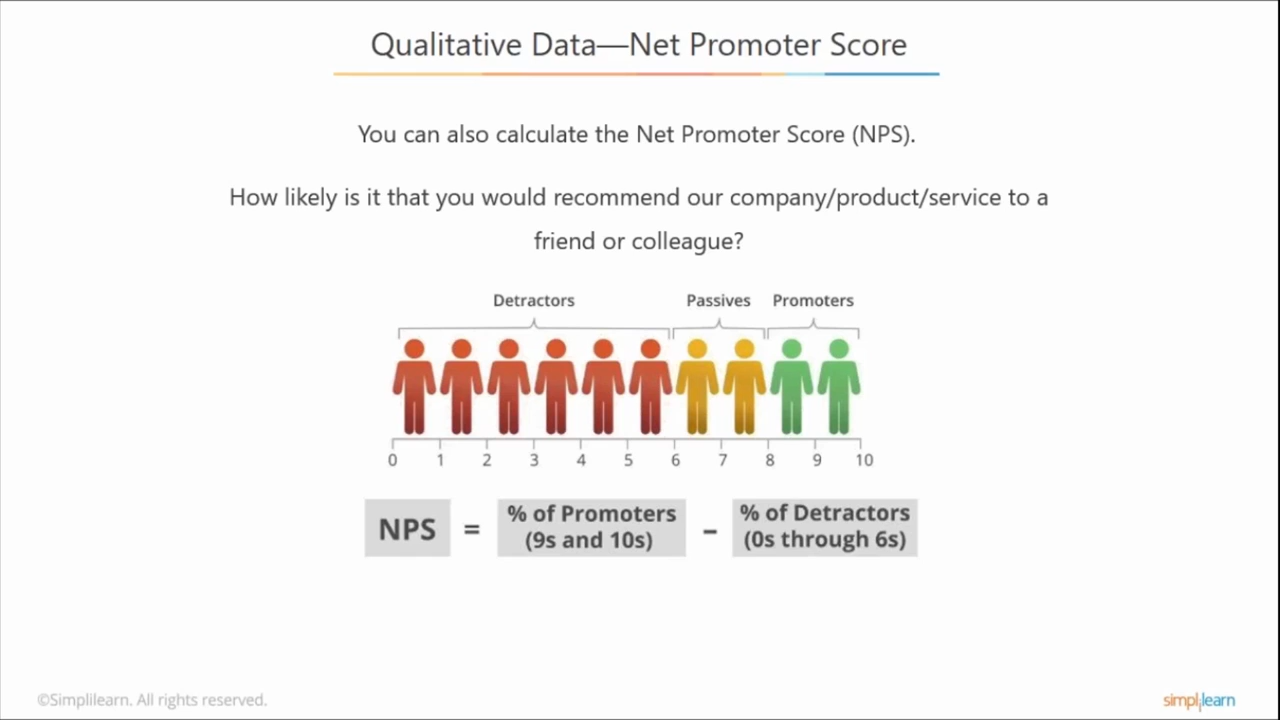 Qualitative Data—Net Promoter Score
You can also calculate the Net Promoter Score (NPS).
How likely is it that you would recommend our company/product/service to a
friend or colleague?
Detractors Passives Promoters
0 1 2 3 4 5 6 7 8 9 10
NPS = % of Promoters – % of Detractors
(9s and 10s) (0s through 6s)
©Simplilearn. All rights reserved.
simplilearn